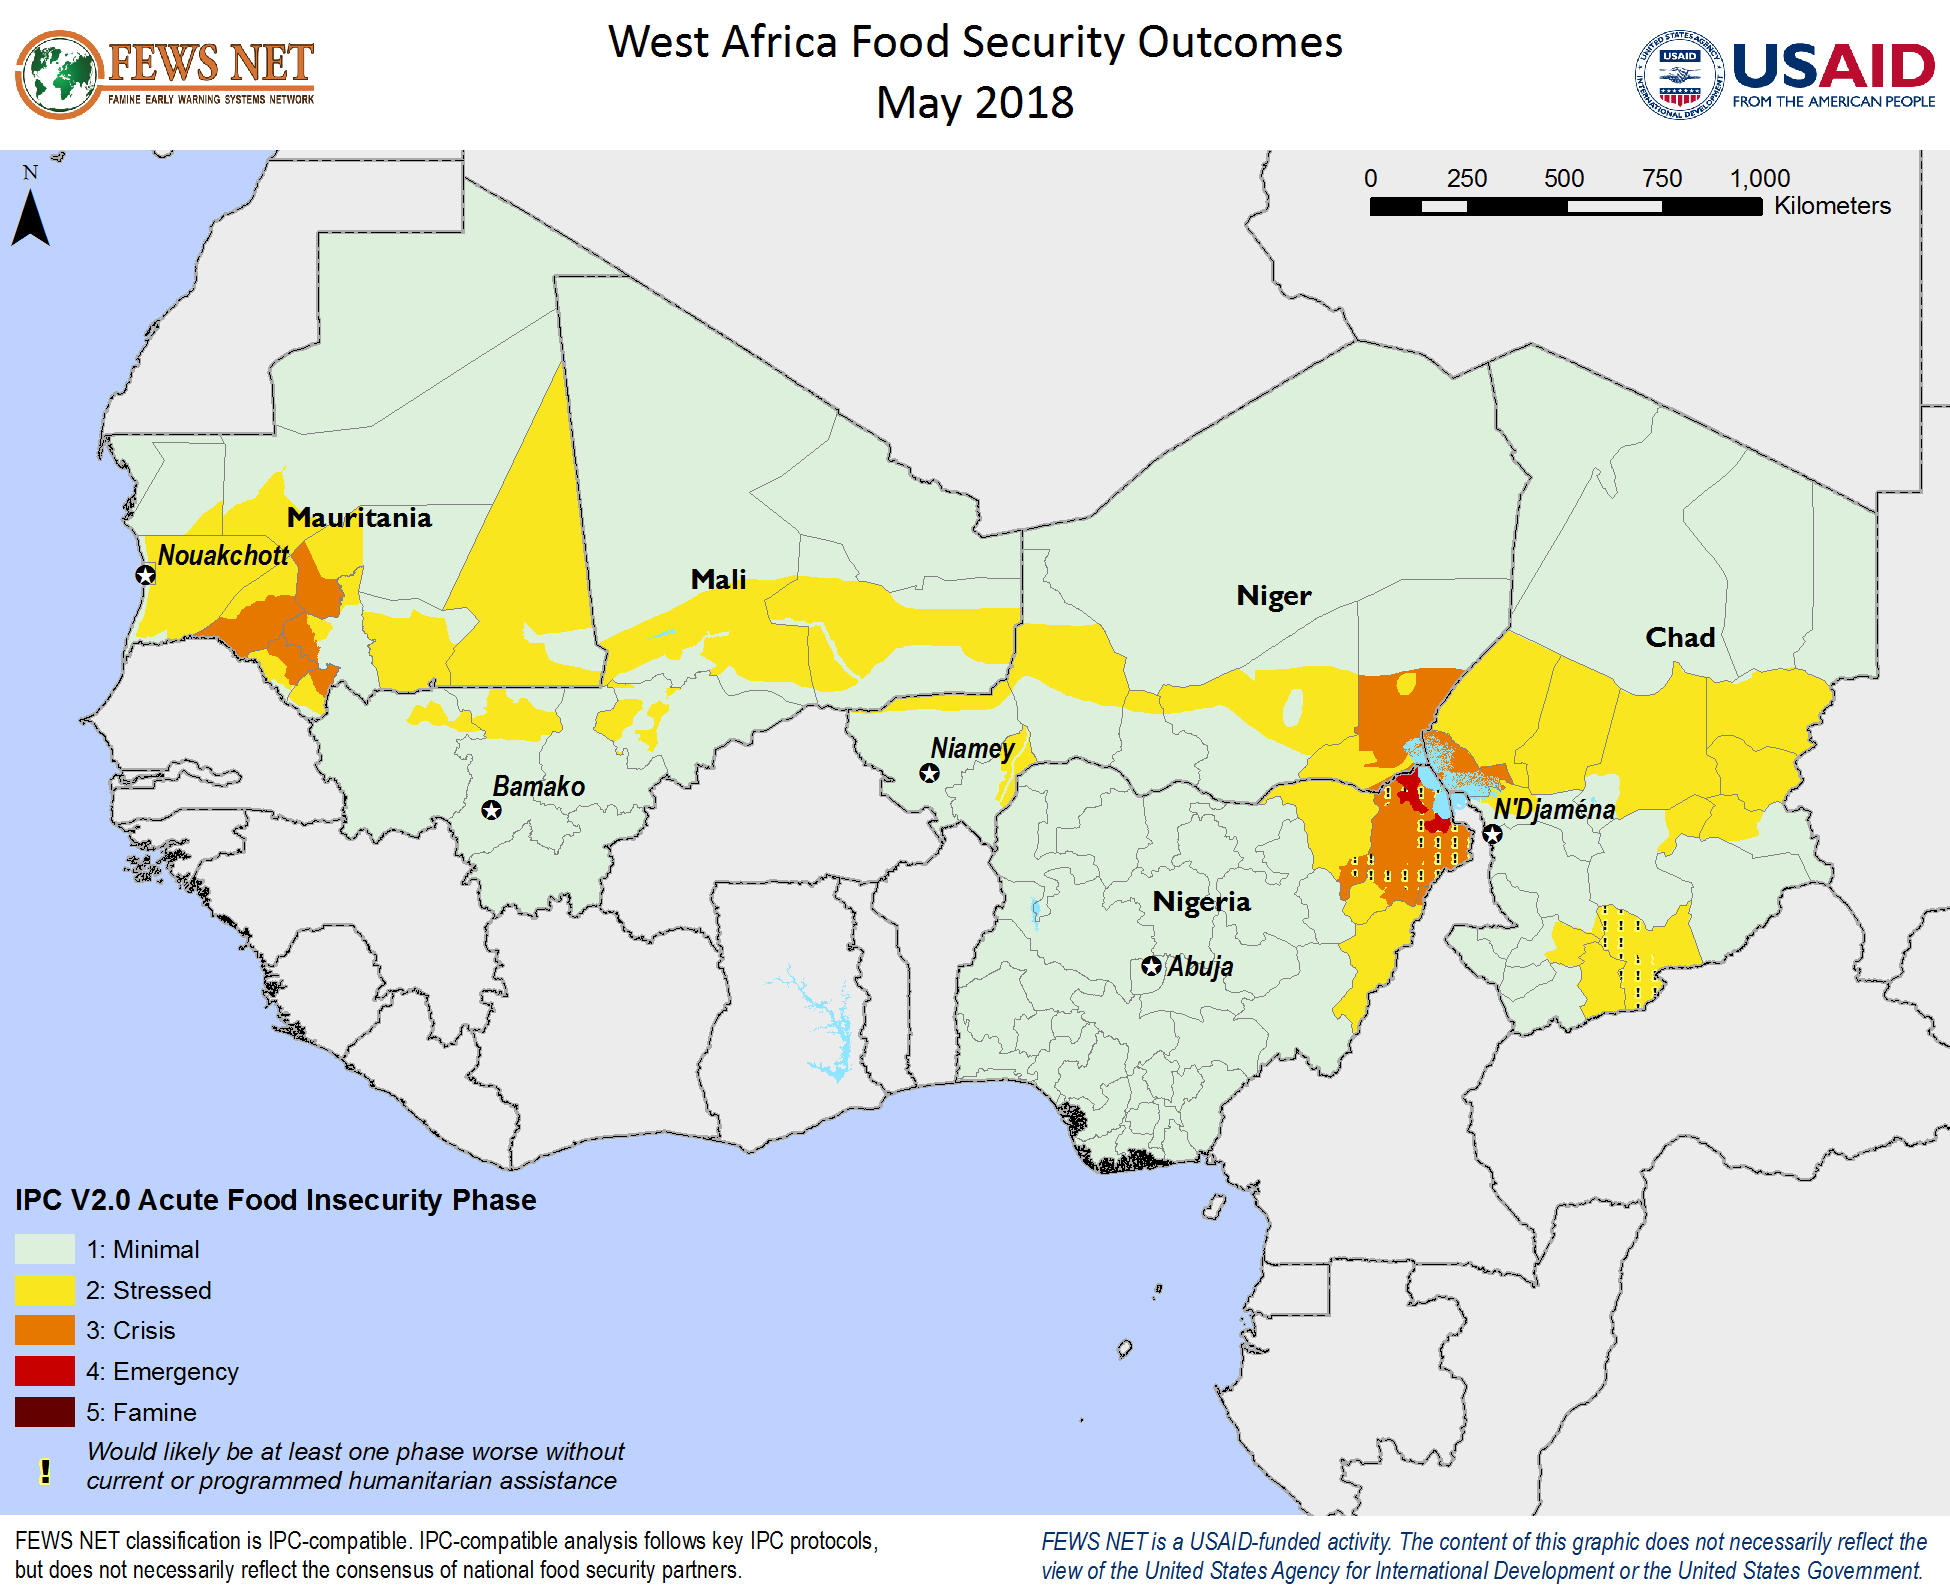 West Africa Food Security Outcomes
May 2018
FEWS NET
FAMINE EARLY WARNING SYSTEMS NETWORK
UNITED STATES AGENCY
USAID
INTERNATIONAL DEVELOPMENT
USAID
FROM THE AMERICAN PEOPLE
N
0 250 500 750 1,000
Kilometers
Mauritania
Nouakchott
Mali
Niger
Chad
Niamey
Bamako
N'Djaména
Nigeria
Abuja
IPC V2.0 Acute Food Insecurity Phase
1: Minimal
2: Stressed
3: Crisis
4: Emergency
5: Famine
! Would likely be at least one phase worse without
current or programmed humanitarian assistance
FEWS NET classification is IPC-compatible. IPC-compatible analysis follows key IPC protocols,
but does not necessarily reflect the consensus of national food security partners.
FEWS NET is a USAID-funded activity. The content of this graphic does not necessarily reflect the
view of the United States Agency for International Development or the United States Government.